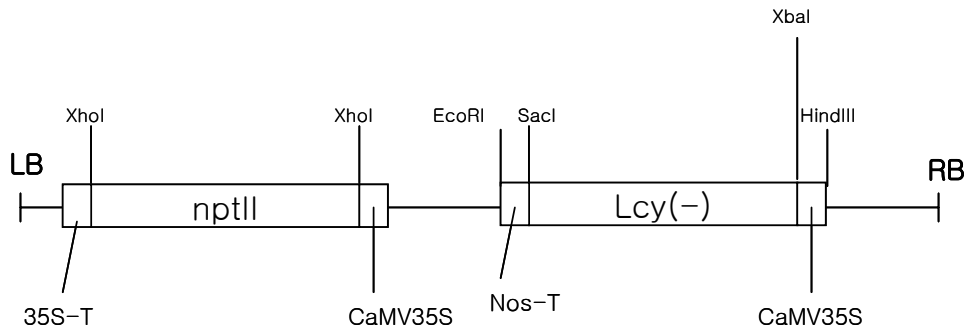 XbaI
XhoI XhoI EcoRI SacI HindIII
LB RB
nptII Lcy(-)
35S-T CaMV35S Nos-T CaMV35S